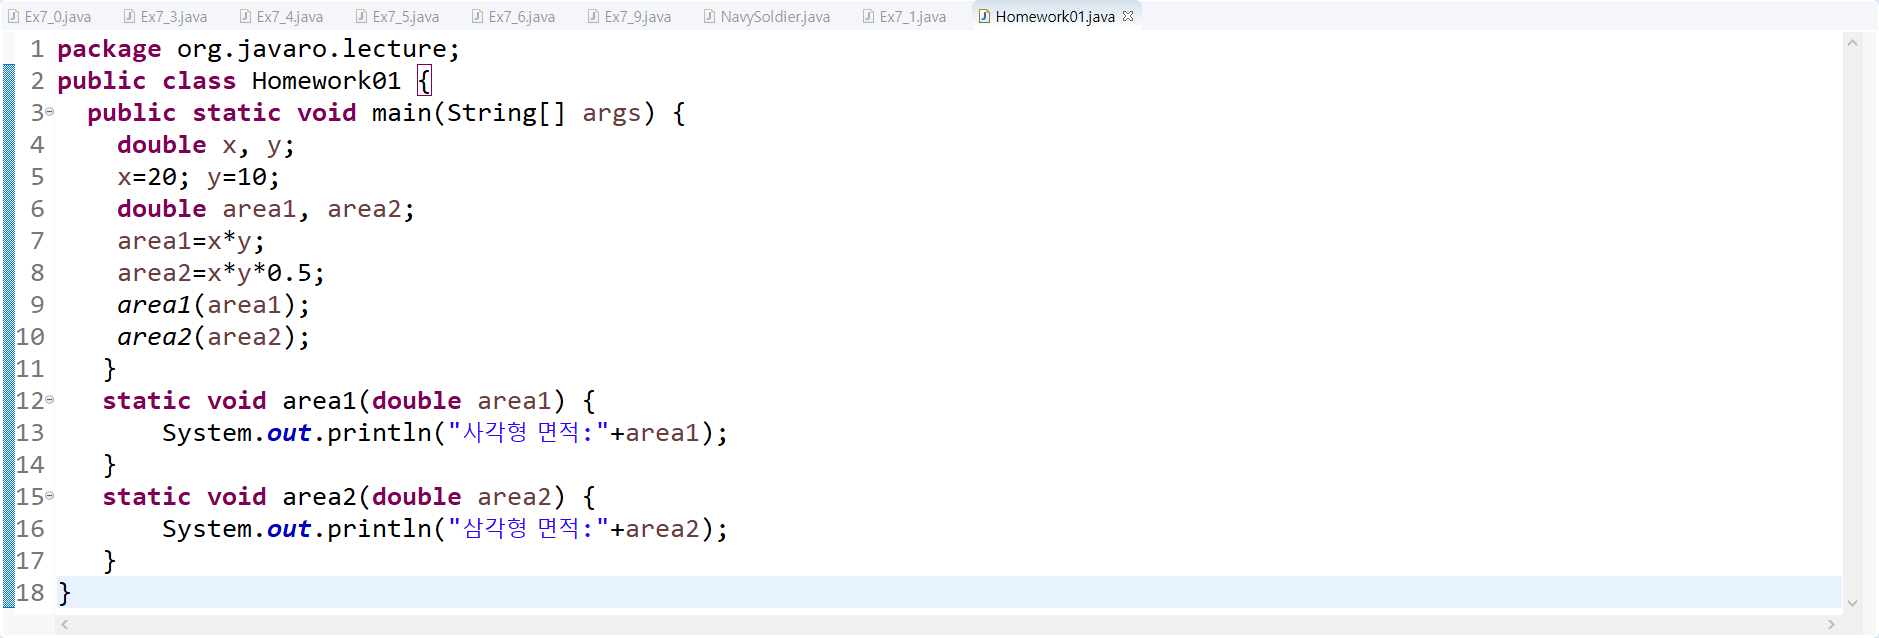 Ex7_0.java Ex7_3.java Ex7_4.java Ex7_5.java Ex7_6.java Ex7_9.java NavySoldier.java Ex7_1.java Homework01.java
1 package org.javaro.lecture;
2 public class Homework01 {
3 public static void main(String[] args) {
4 double x, y;
5 x=20; y=10;
6 double area1, area2;
7 area1=x*y;
8 area2=x*y*0.5;
9 area1(area1);
10 area2(area2);
11 }
12 static void area1(double area1) {
13 System.out.println("사각형 면적:"+area1);
14 }
15 static void area2(double area2) {
16 System.out.println("삼각형 면적:"+area2);
17 }
18 }